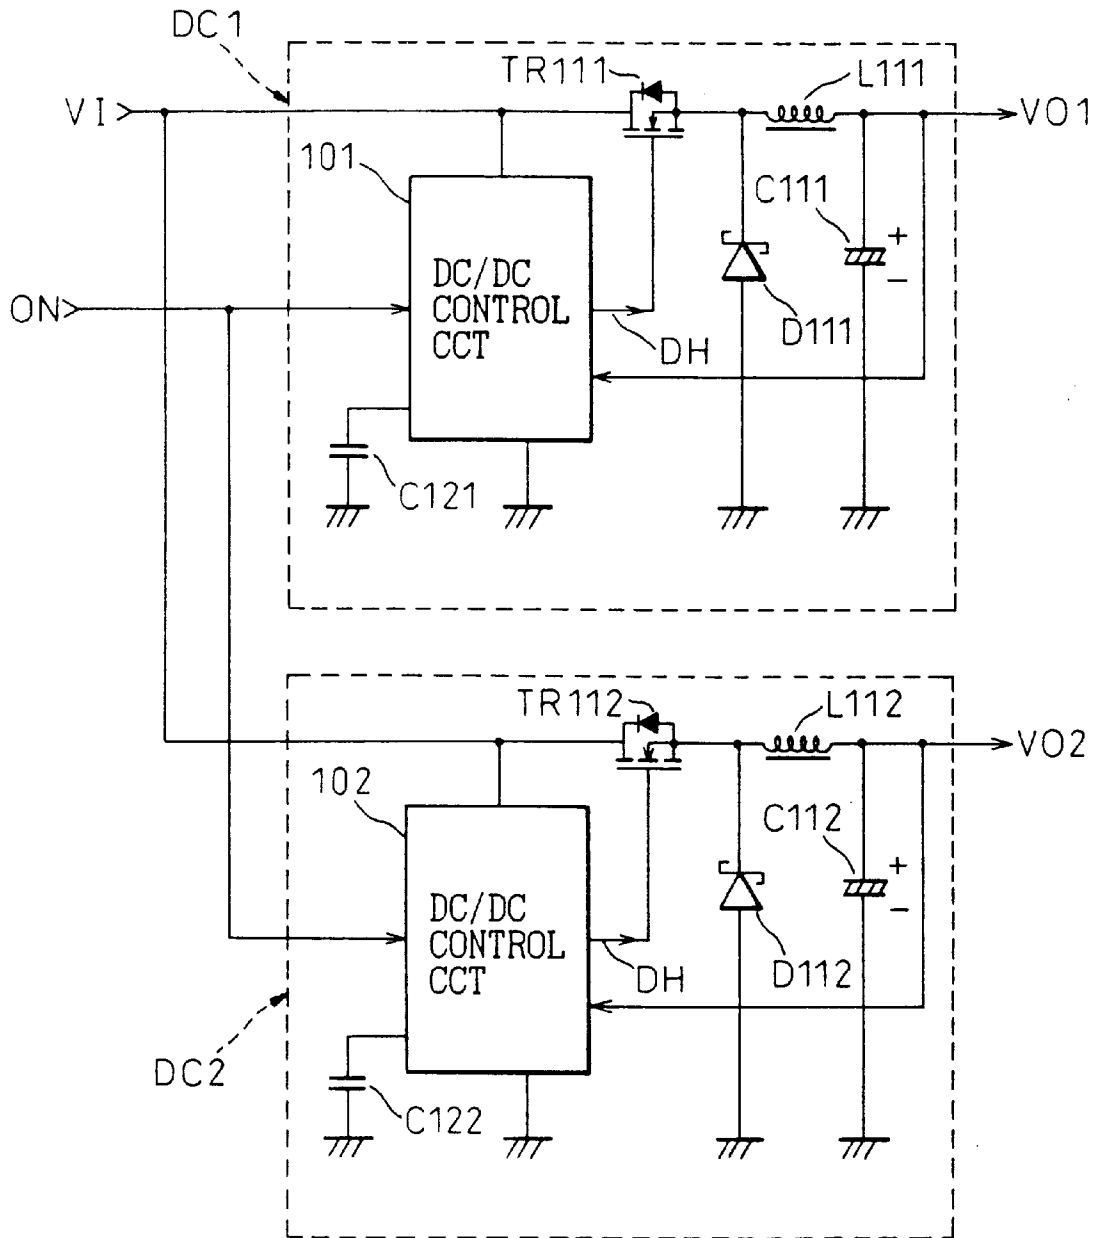 DC1
TR111
L111
VI
VO1
101
C111
+
DC/DC
CONTROL
CCT
-
ON
DH
D111
C121
TR112
L112
VO2
102
C112
+
DC/DC
CONTROL
CCT
-
DH
D112
DC2
C122